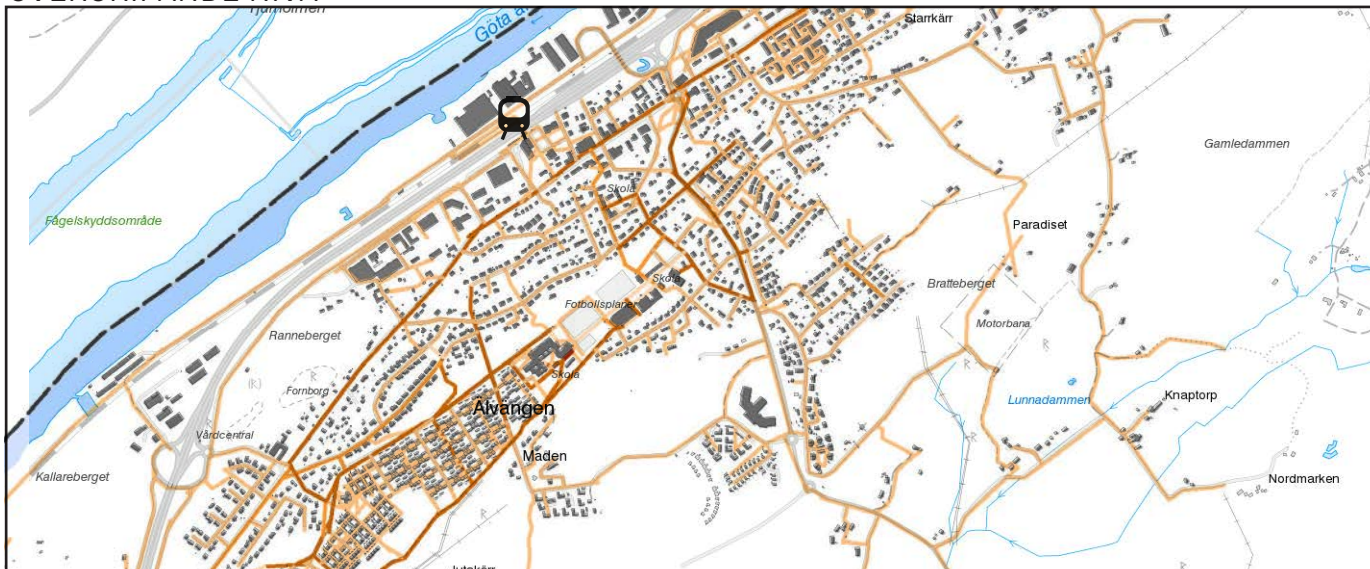 Göta ä
Starrkärr
Gamledammen
Skola
Fågelskyddsområde
Paradiset
Skola
Bratteberget
Fotbollsplaner
Motorbana
Ranneberget
R
R
(R)
Skola
Fornborg
Lunnadammen
Knaptorp
Älvängen
Vårdcentral
Maden
R
Kallareberget
Nordmarken
R